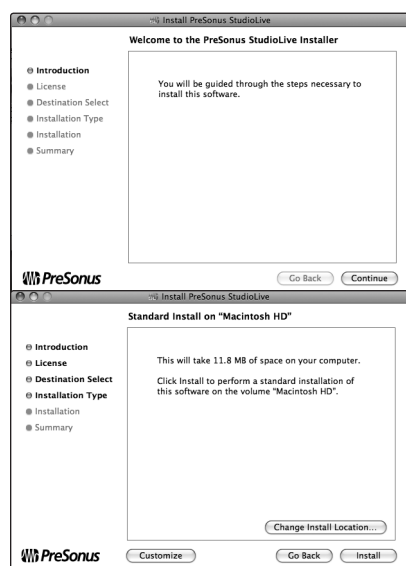 Install PreSonus StudioLive
Welcome to the PreSonus StudioLive Installer
Introduction
License
Destination Select
Installation Type
Installation
Summary
You will be guided through the steps necessary to
install this software.
PreSonus
Go Back
Continue
Install PreSonus StudioLive
Standard Install on “Macintosh HD”
Introduction
License
Destination Select
Installation Type
Installation
Summary
This will take 11.8 MB of space on your computer.
Click Install to perform a standard installation of
this software on the volume “Macintosh HD”.
Change Install Location...
PreSonus
Customize
Go Back
Install